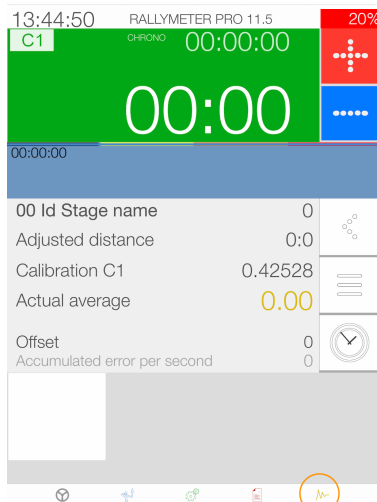 13:44:50 RALLYMETER PRO 11.5 20%
C1 CHRONO 00:00:00
00:00
00:00:00
00 Id Stage name 0
Adjusted distance 0:0
Calibration C1 0.42528
Actual average 0.00
Offset 0
Accumulated error per second 0